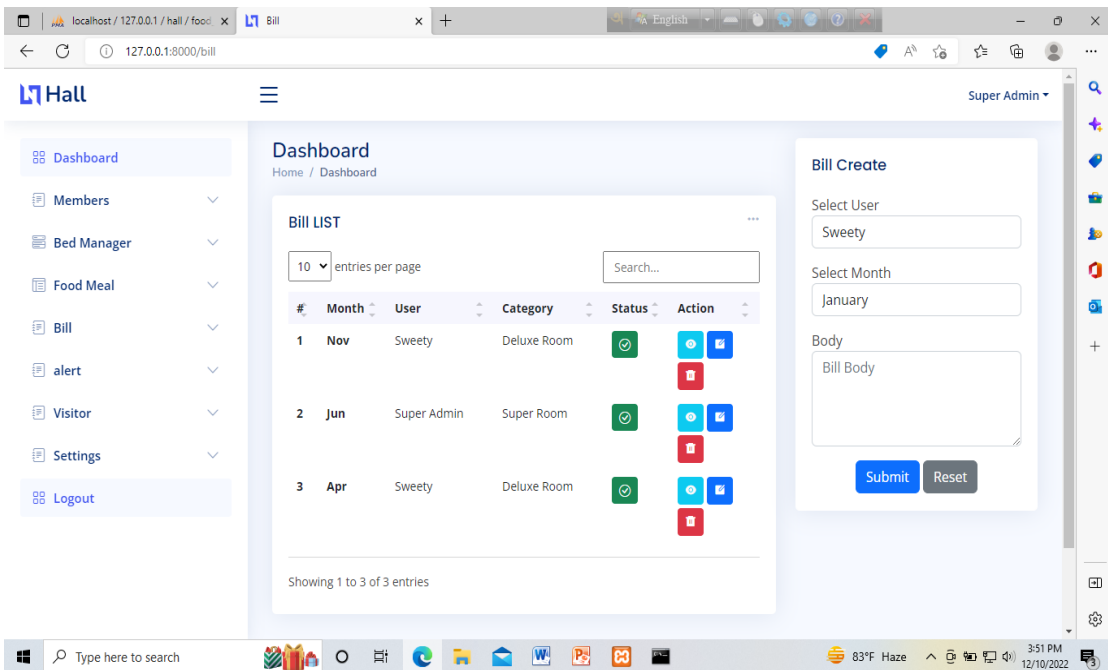 localhost / 127.0.0.1 / hall / food_
Bill
English
127.0.0.1:8000/bill
Hall
Super Admin
Dashboard
Members
Bed Manager
Food Meal
Bill
alert
Visitor
Settings
Logout
Dashboard
Home / Dashboard
Bill LIST
10 entries per page
Search...
# Month User Category Status Action
1 Nov Sweety Deluxe Room
2 Jun Super Admin Super Room
3 Apr Sweety Deluxe Room
Showing 1 to 3 of 3 entries
Bill Create
Select User
Sweety
Select Month
January
Body
Bill Body
Submit Reset
Type here to search
83°F Haze
3:51 PM
12/10/2022